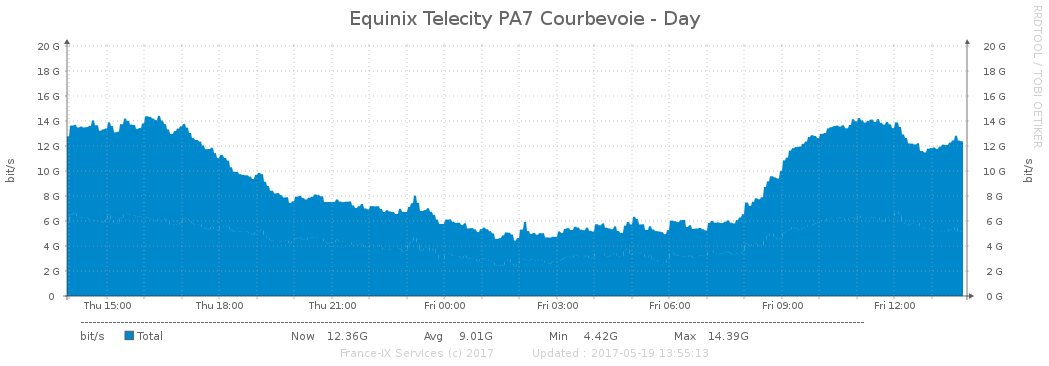 Equinix Telecity PA7 Courbevoie - Day
RRDTOOL / TOBI OETIKER
20 G 20 G
18 G 18 G
16 G 16 G
14 G 14 G
12 G 12 G
10 G 10 G
8 G 8 G
6 G 6 G
4 G 4 G
2 G 2 G
0 0 G
bit/s
bit/s
Thu 15:00 Thu 18:00 Thu 21:00 Fri 00:00 Fri 03:00 Fri 06:00 Fri 09:00 Fri 12:00
bit/s Total Now 12.36G Avg 9.01G Min 4.42G Max 14.39G
France-IX Services (c) 2017 Updated : 2017-05-19 13:55:13